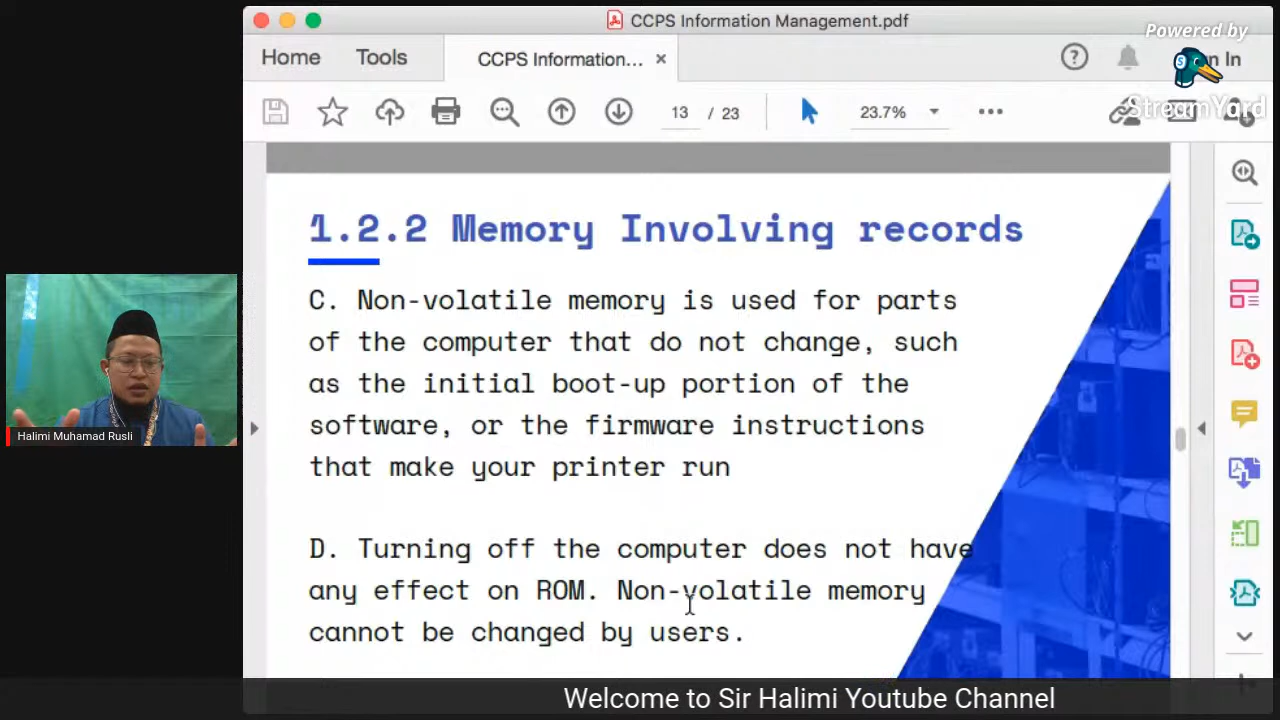 CCPS Information Management.pdf
Powered by
Home
Tools
CCPS Information...
In
StreamYard
13 / 23
23.7%
1.2.2 Memory Involving records
C. Non-volatile memory is used for parts
of the computer that do not change, such
as the initial boot-up portion of the
software, or the firmware instructions
that make your printer run
D. Turning off the computer does not have
any effect on ROM. Non-volatile memory
cannot be changed by users.
Halimi Muhamad Rusli
Welcome to Sir Halimi Youtube Channel